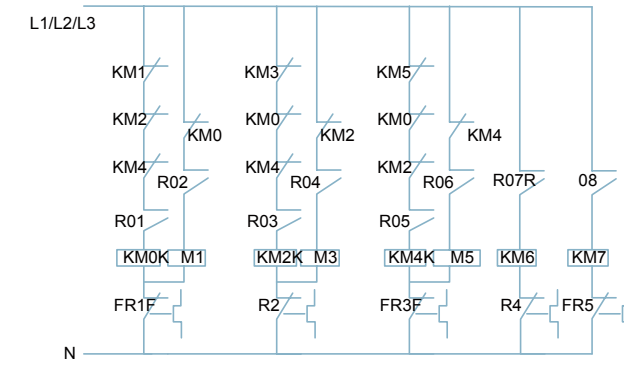 L1/L2/L3
KM1 KM3 KM5
KM2 KM0 KM0 KM2 KM0 KM4
KM4 R02 KM4 R04 KM2 R06 R07R 08
R01 R03 R05
KM0K M1 KM2K M3 KM4K M5 KM6 KM7
FR1F R2 FR3F R4 FR5
N